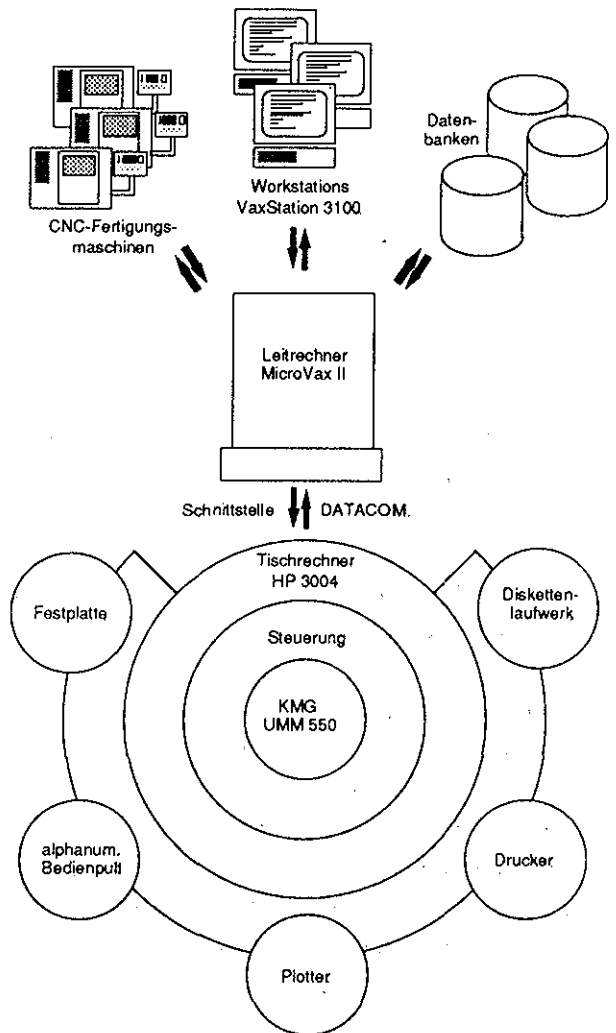 Daten-
banken
Workstations
VaxStation 3100
CNC-Fertigungs-
maschinen
Leitrechner
MicroVax II
Schnittstelle DATACOM.
Tischrechner
HP 3004
Festplatte
Disketten-
laufwerk
Steuerung
KMG
UMM 550
alphanum.
Bedienpult
Drucker
Plotter